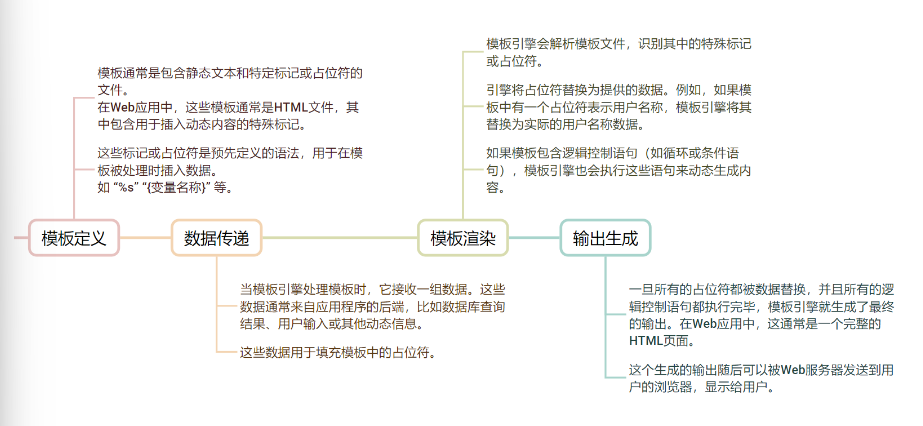 模板通常是包含静态文本和特定标记或占位符的
文件。
在Web应用中，这些模板通常是HTML文件，其
中包含用于插入动态内容的特殊标记。
这些标记或占位符是预先定义的语法，用于在模
板被处理时插入数据。
如 “%s” “{变量名称}” 等。
模板引擎会解析模板文件，识别其中的特殊标记
或占位符。
引擎将占位符替换为提供的数据。例如，如果模
板中有一个占位符表示用户名称，模板引擎将其
替换为实际的用户名称数据。
如果模板包含逻辑控制语句（如循环或条件语
句），模板引擎也会执行这些语句来动态生成内
容。
模板定义
数据传递
模板渲染
输出生成
当模板引擎处理模板时，它接收一组数据。这些
数据通常来自应用程序的后端，比如数据库查询
结果、用户输入或其他动态信息。
这些数据用于填充模板中的占位符。
一旦所有的占位符都被数据替换，并且所有的逻
辑控制语句都执行完毕，模板引擎就生成了最终
的输出。在Web应用中，这通常是一个完整的
HTML页面。
这个生成的输出随后可以被Web服务器发送到用
户的浏览器，显示给用户。